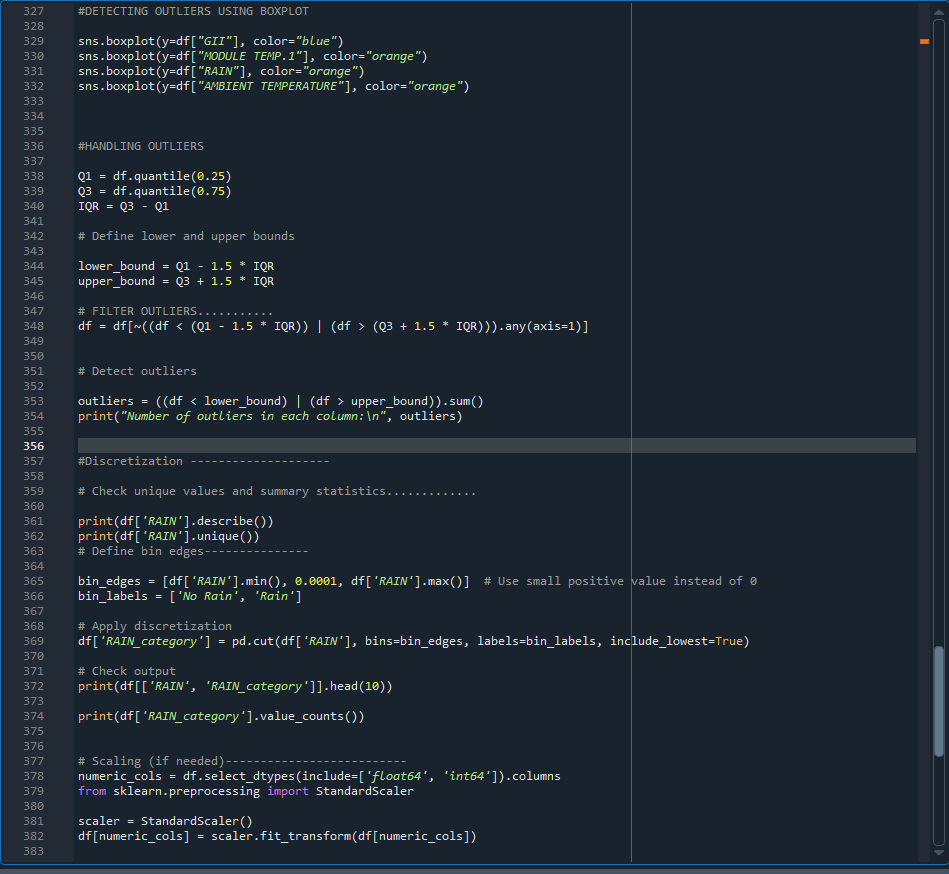 327 #DETECTING OUTLIERS USING BOXPLOT
328
329 sns.boxplot(y=df["GII"], color="blue")
330 sns.boxplot(y=df["MODULE TEMP.1"], color="orange")
331 sns.boxplot(y=df["RAIN"], color="orange")
332 sns.boxplot(y=df["AMBIENT TEMPERATURE"], color="orange")
333
334
335
336 #HANDLING OUTLIERS
337
338 Q1 = df.quantile(0.25)
339 Q3 = df.quantile(0.75)
340 IQR = Q3 - Q1
341
342 # Define lower and upper bounds
343
344 lower_bound = Q1 - 1.5 * IQR
345 upper_bound = Q3 + 1.5 * IQR
346
347 # FILTER OUTLIERS...........
348 df = df[~((df < (Q1 - 1.5 * IQR)) | (df > (Q3 + 1.5 * IQR))).any(axis=1)]
349
350
351 # Detect outliers
352
353 outliers = ((df < lower_bound) | (df > upper_bound)).sum()
354 print("Number of outliers in each column:\n", outliers)
355
356
357 #Discretization --------------------
358
359 # Check unique values and summary statistics.............
360
361 print(df['RAIN'].describe())
362 print(df['RAIN'].unique())
363 # Define bin edges---------------
364
365 bin_edges = [df['RAIN'].min(), 0.0001, df['RAIN'].max()]  # Use small positive value instead of 0
366 bin_labels = ['No Rain', 'Rain']
367
368 # Apply discretization
369 df['RAIN_category'] = pd.cut(df['RAIN'], bins=bin_edges, labels=bin_labels, include_lowest=True)
370
371 # Check output
372 print(df[['RAIN', 'RAIN_category']].head(10))
373
374 print(df['RAIN_category'].value_counts())
375
376
377 # Scaling (if needed)--------------------------
378 numeric_cols = df.select_dtypes(include=['float64', 'int64']).columns
379 from sklearn.preprocessing import StandardScaler
380
381 scaler = StandardScaler()
382 df[numeric_cols] = scaler.fit_transform(df[numeric_cols])
383